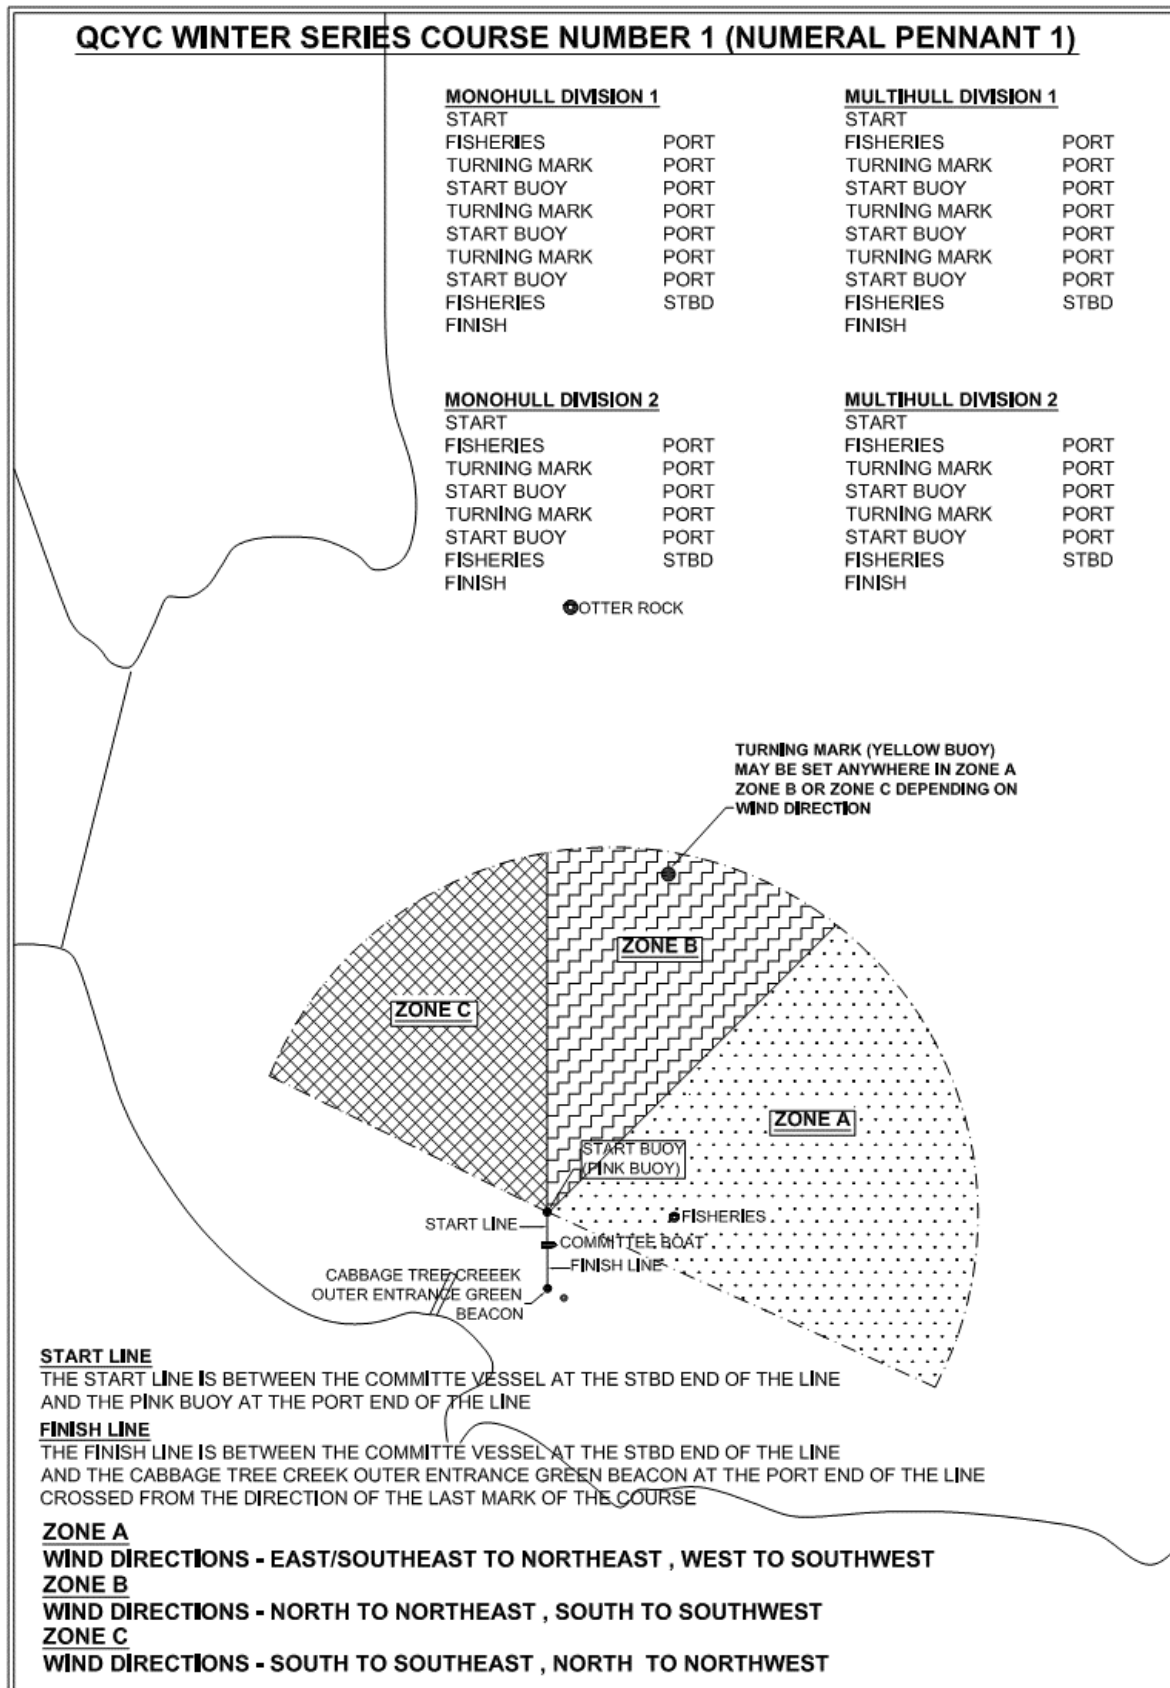 QCYC WINTER SERIES COURSE NUMBER 1 (NUMERAL PENNANT 1)
MONOHULL DIVISION 1
START
FISHERIES PORT
TURNING MARK PORT
START BUOY PORT
TURNING MARK PORT
START BUOY PORT
TURNING MARK PORT
START BUOY PORT
FISHERIES STBD
FINISH
MULTIHULL DIVISION 1
START
FISHERIES PORT
TURNING MARK PORT
START BUOY PORT
TURNING MARK PORT
START BUOY PORT
TURNING MARK PORT
START BUOY PORT
FISHERIES STBD
FINISH
MONOHULL DIVISION 2
START
FISHERIES PORT
TURNING MARK PORT
START BUOY PORT
TURNING MARK PORT
START BUOY PORT
FISHERIES STBD
FINISH
MULTIHULL DIVISION 2
START
FISHERIES PORT
TURNING MARK PORT
START BUOY PORT
TURNING MARK PORT
START BUOY PORT
FISHERIES STBD
FINISH
OTTER ROCK
TURNING MARK (YELLOW BUOY)
MAY BE SET ANYWHERE IN ZONE A
ZONE B OR ZONE C DEPENDING ON
WIND DIRECTION
ZONE B
ZONE C
ZONE A
START BUOY
(PINK BUOY)
START LINE
FISHERIES
COMMITTEE BOAT
FINISH LINE
CABBAGE TREE CREEEK
OUTER ENTRANCE GREEN
BEACON
START LINE
THE START LINE IS BETWEEN THE COMMITTE VESSEL AT THE STBD END OF THE LINE
AND THE PINK BUOY AT THE PORT END OF THE LINE
FINISH LINE
THE FINISH LINE IS BETWEEN THE COMMITTE VESSEL AT THE STBD END OF THE LINE
AND THE CABBAGE TREE CREEK OUTER ENTRANCE GREEN BEACON AT THE PORT END OF THE LINE
CROSSED FROM THE DIRECTION OF THE LAST MARK OF THE COURSE
ZONE A
WIND DIRECTIONS - EAST/SOUTHEAST TO NORTHEAST , WEST TO SOUTHWEST
ZONE B
WIND DIRECTIONS - NORTH TO NORTHEAST , SOUTH TO SOUTHWEST
ZONE C
WIND DIRECTIONS - SOUTH TO SOUTHEAST , NORTH TO NORTHWEST